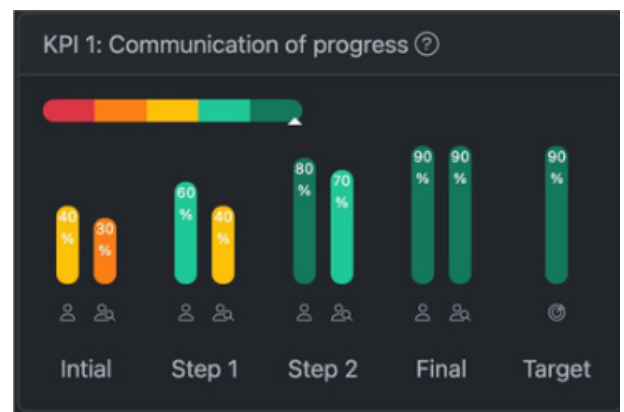 KPI 1: Communication of progress ?
80 90 90 90
% % % %
60 70
% %
40 30 40
% % %
Intial Step 1 Step 2 Final Target